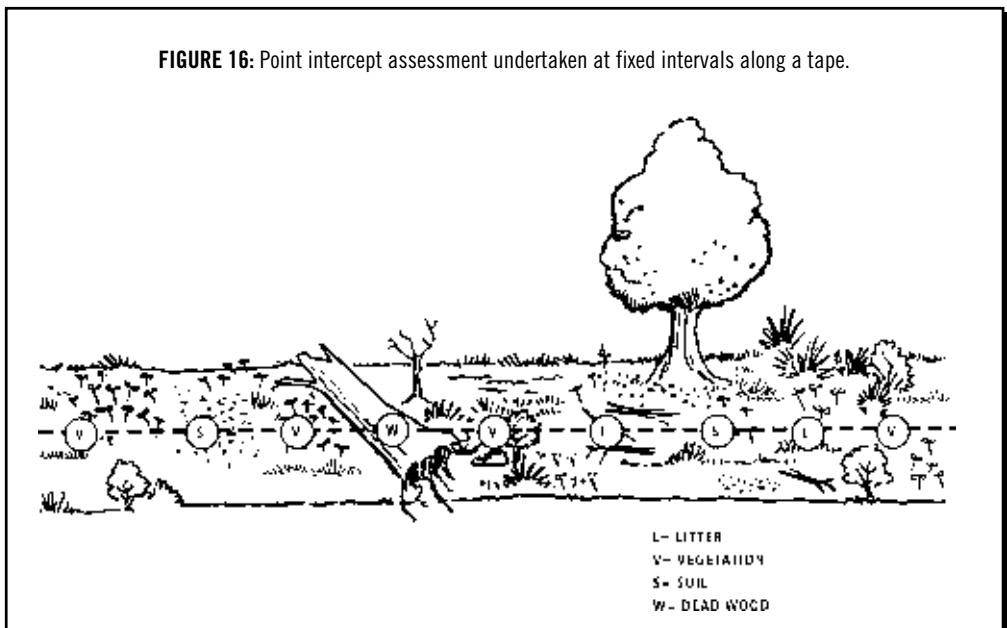 FIGURE 16: Point intercept assessment undertaken at fixed intervals along a tape.
V S V W V L S L V
L- LITTER
V- VEGETATION
S- SOIL
W- DEAD WOOD